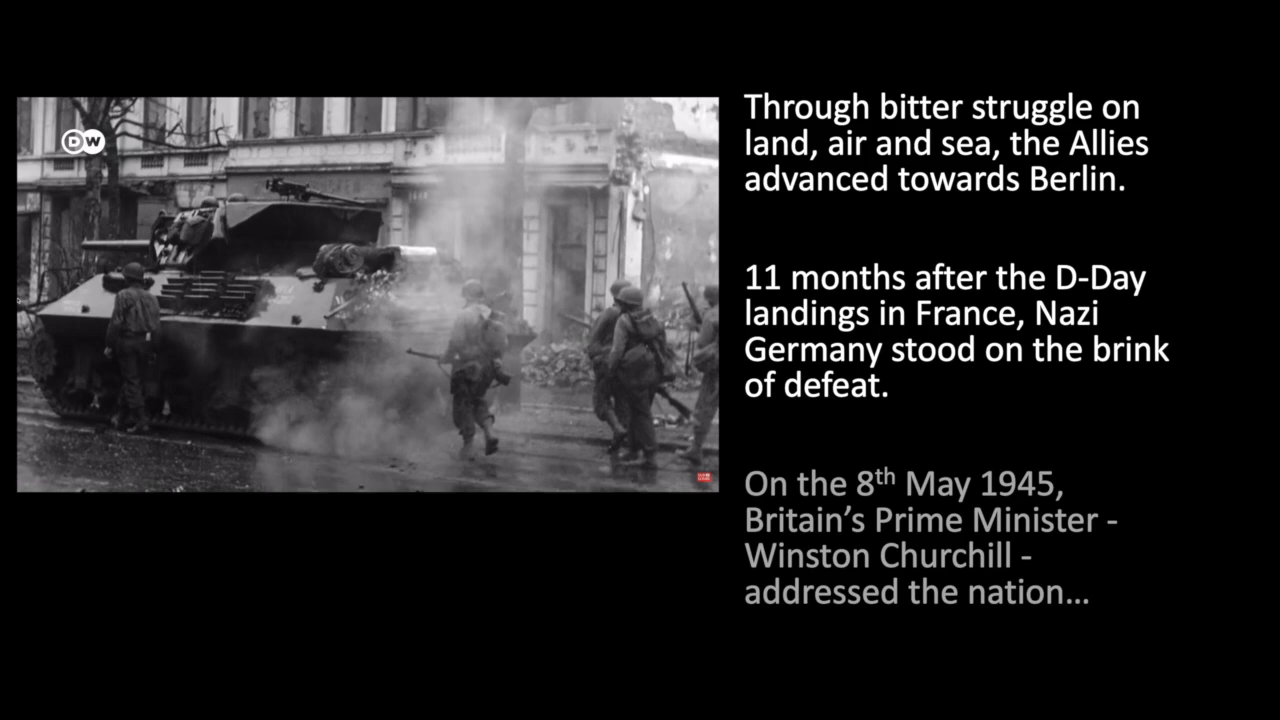 DW
Through bitter struggle on
land, air and sea, the Allies
advanced towards Berlin.
11 months after the D-Day
landings in France, Nazi
Germany stood on the brink
of defeat.
On the 8th May 1945,
Britain’s Prime Minister -
Winston Churchill -
addressed the nation…